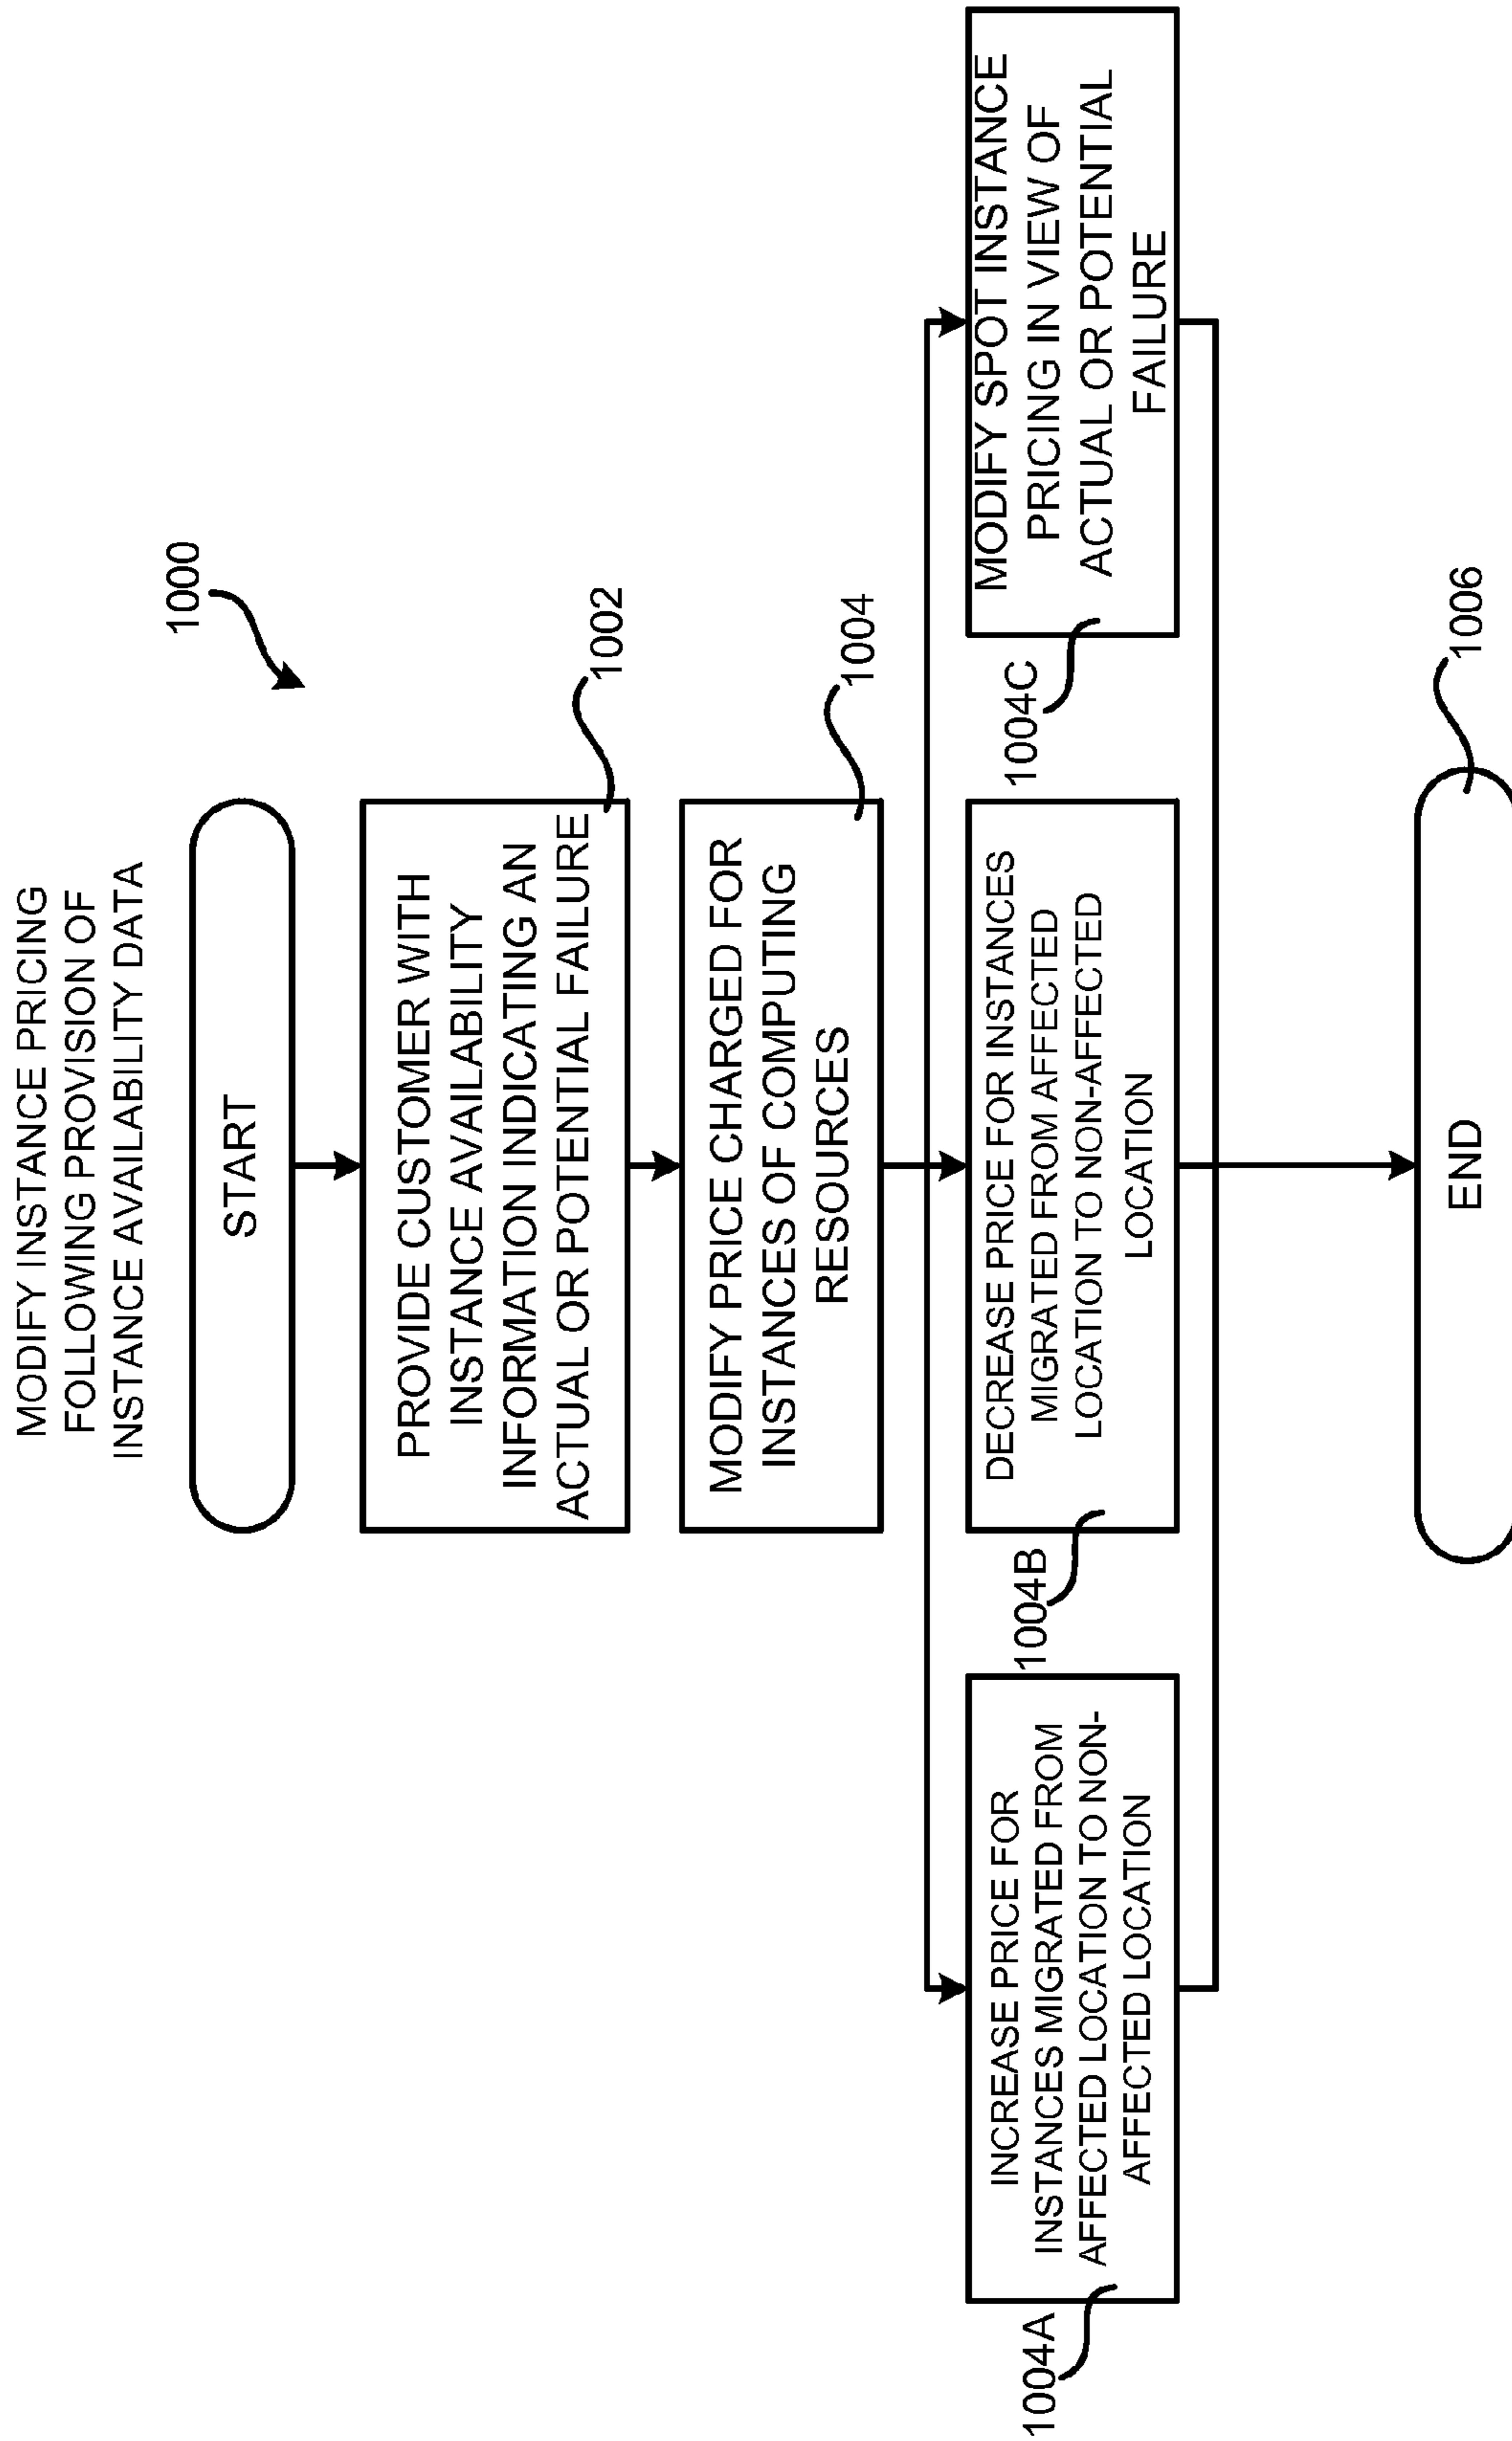 MODIFY INSTANCE PRICING
FOLLOWING PROVISION OF
INSTANCE AVAILABILITY DATA
1000
START
PROVIDE CUSTOMER WITH
INSTANCE AVAILABILITY
INFORMATION INDICATING AN
ACTUAL OR POTENTIAL FAILURE
1002
MODIFY PRICE CHARGED FOR
INSTANCES OF COMPUTING
RESOURCES
1004
1004A
INCREASE PRICE FOR
INSTANCES MIGRATED FROM
AFFECTED LOCATION TO NON-
AFFECTED LOCATION
1004B
DECREASE PRICE FOR INSTANCES
MIGRATED FROM AFFECTED
LOCATION TO NON-AFFECTED
LOCATION
1004C
MODIFY SPOT INSTANCE
PRICING IN VIEW OF
ACTUAL OR POTENTIAL
FAILURE
END
1006